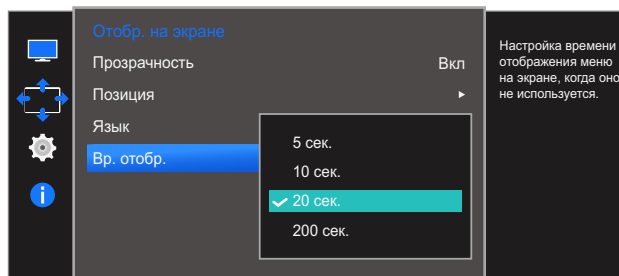 Отобр. на экране
Прозрачность Вкл
Позиция
Язык
Вр. отобр.
5 сек.
10 сек.
20 сек.
200 сек.
Настройка времени
отображения меню
на экране, когда оно
не используется.